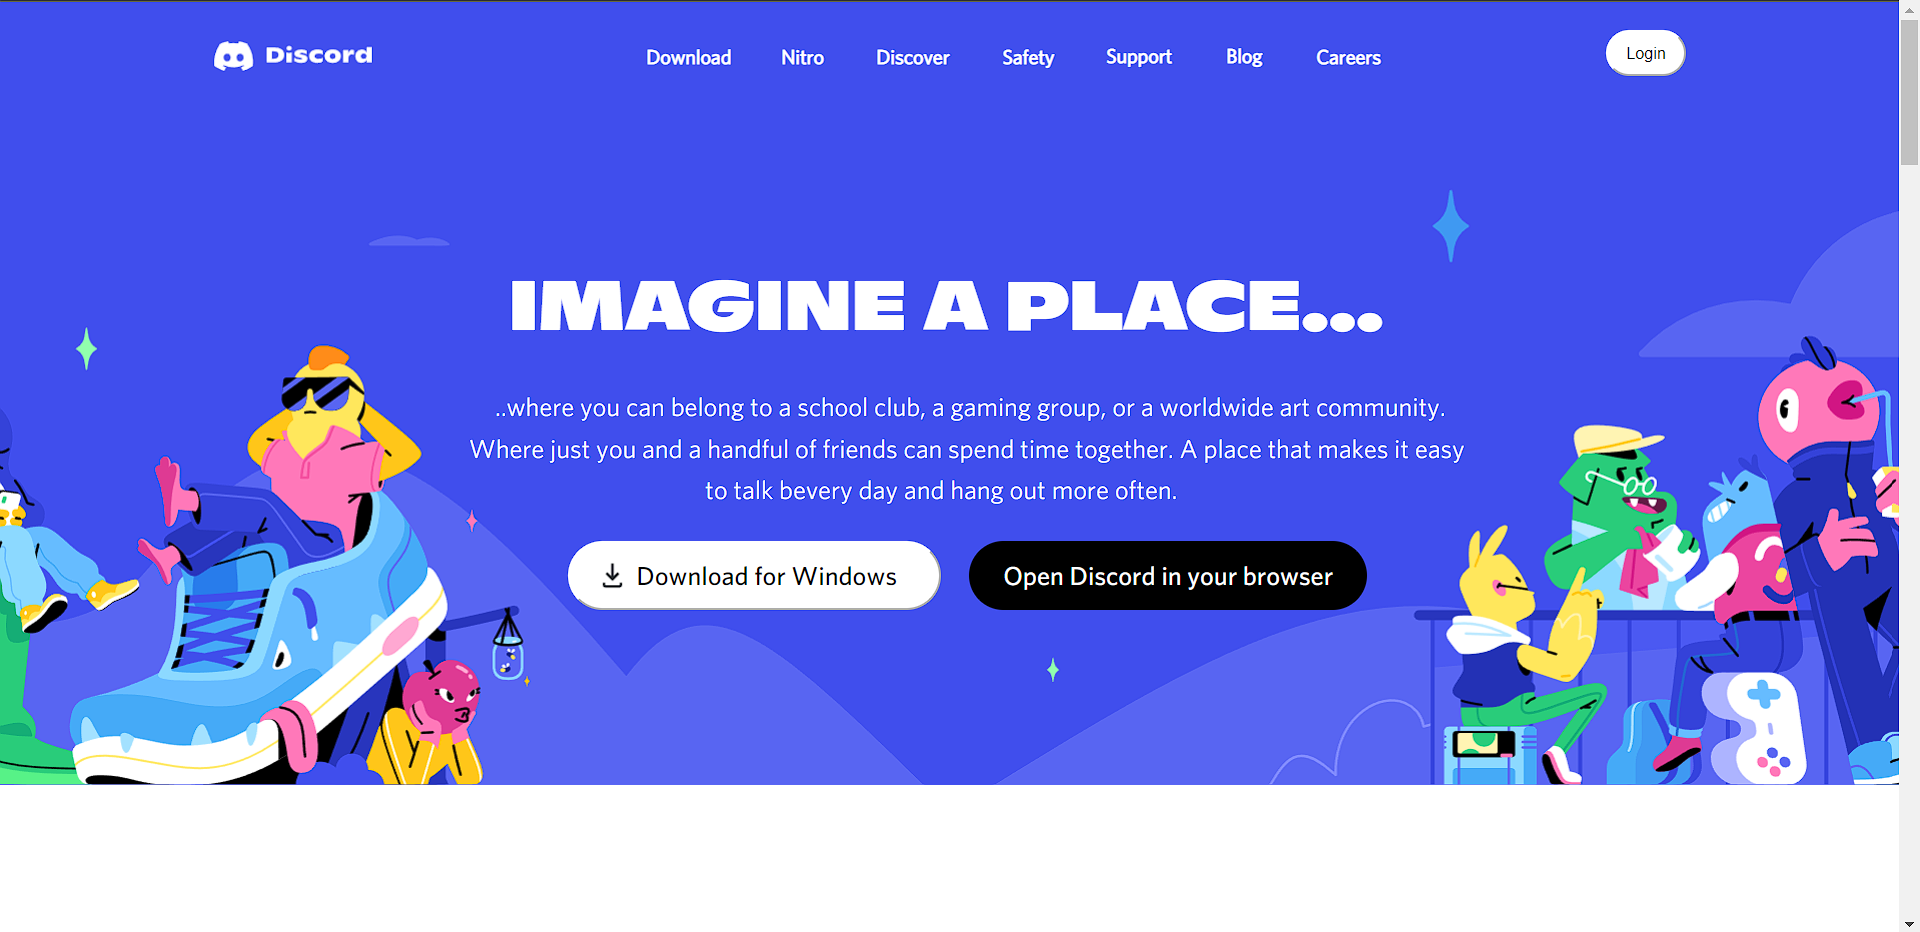 Discord
Download Nitro Discover Safety Support Blog Careers
Login
IMAGINE A PLACE...
..where you can belong to a school club, a gaming group, or a worldwide art community.
Where just you and a handful of friends can spend time together. A place that makes it easy
to talk bevery day and hang out more often.
Download for Windows
Open Discord in your browser